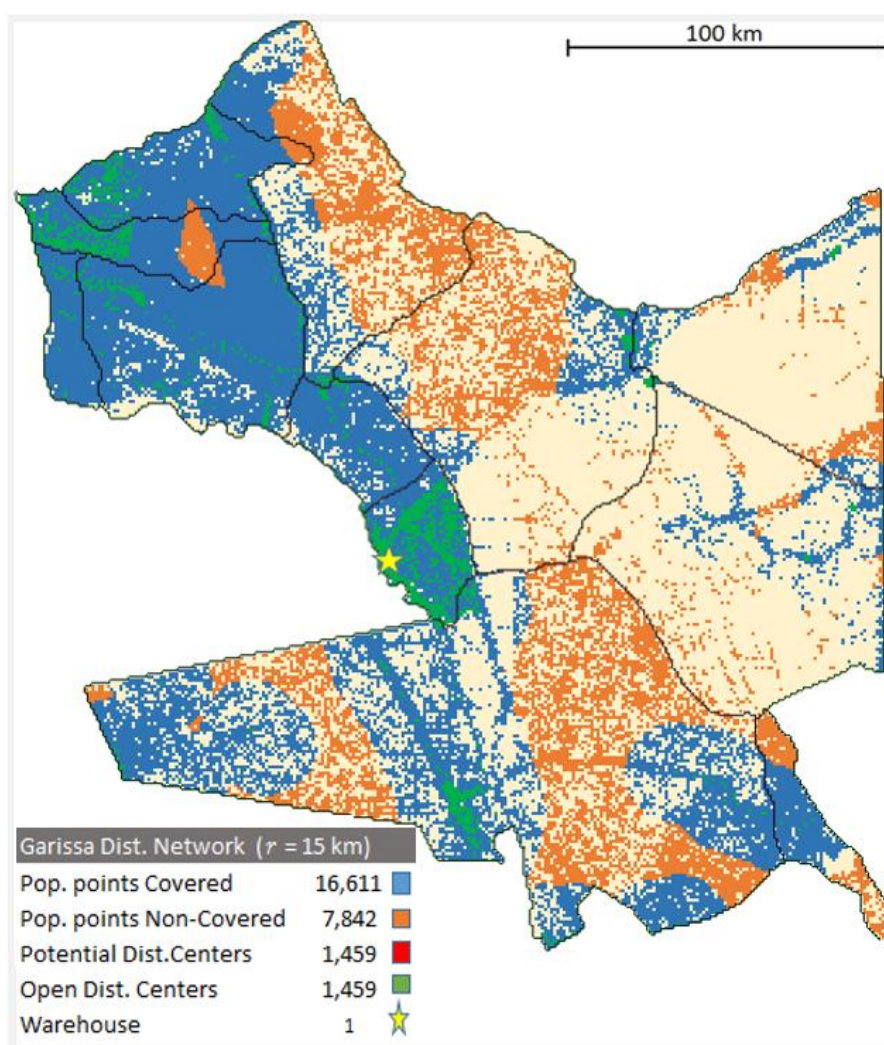 100 km
Garissa Dist. Network (r = 15 km)
Pop. points Covered 16,611
Pop. points Non-Covered 7,842
Potential Dist.Centers 1,459
Open Dist. Centers 1,459
Warehouse 1